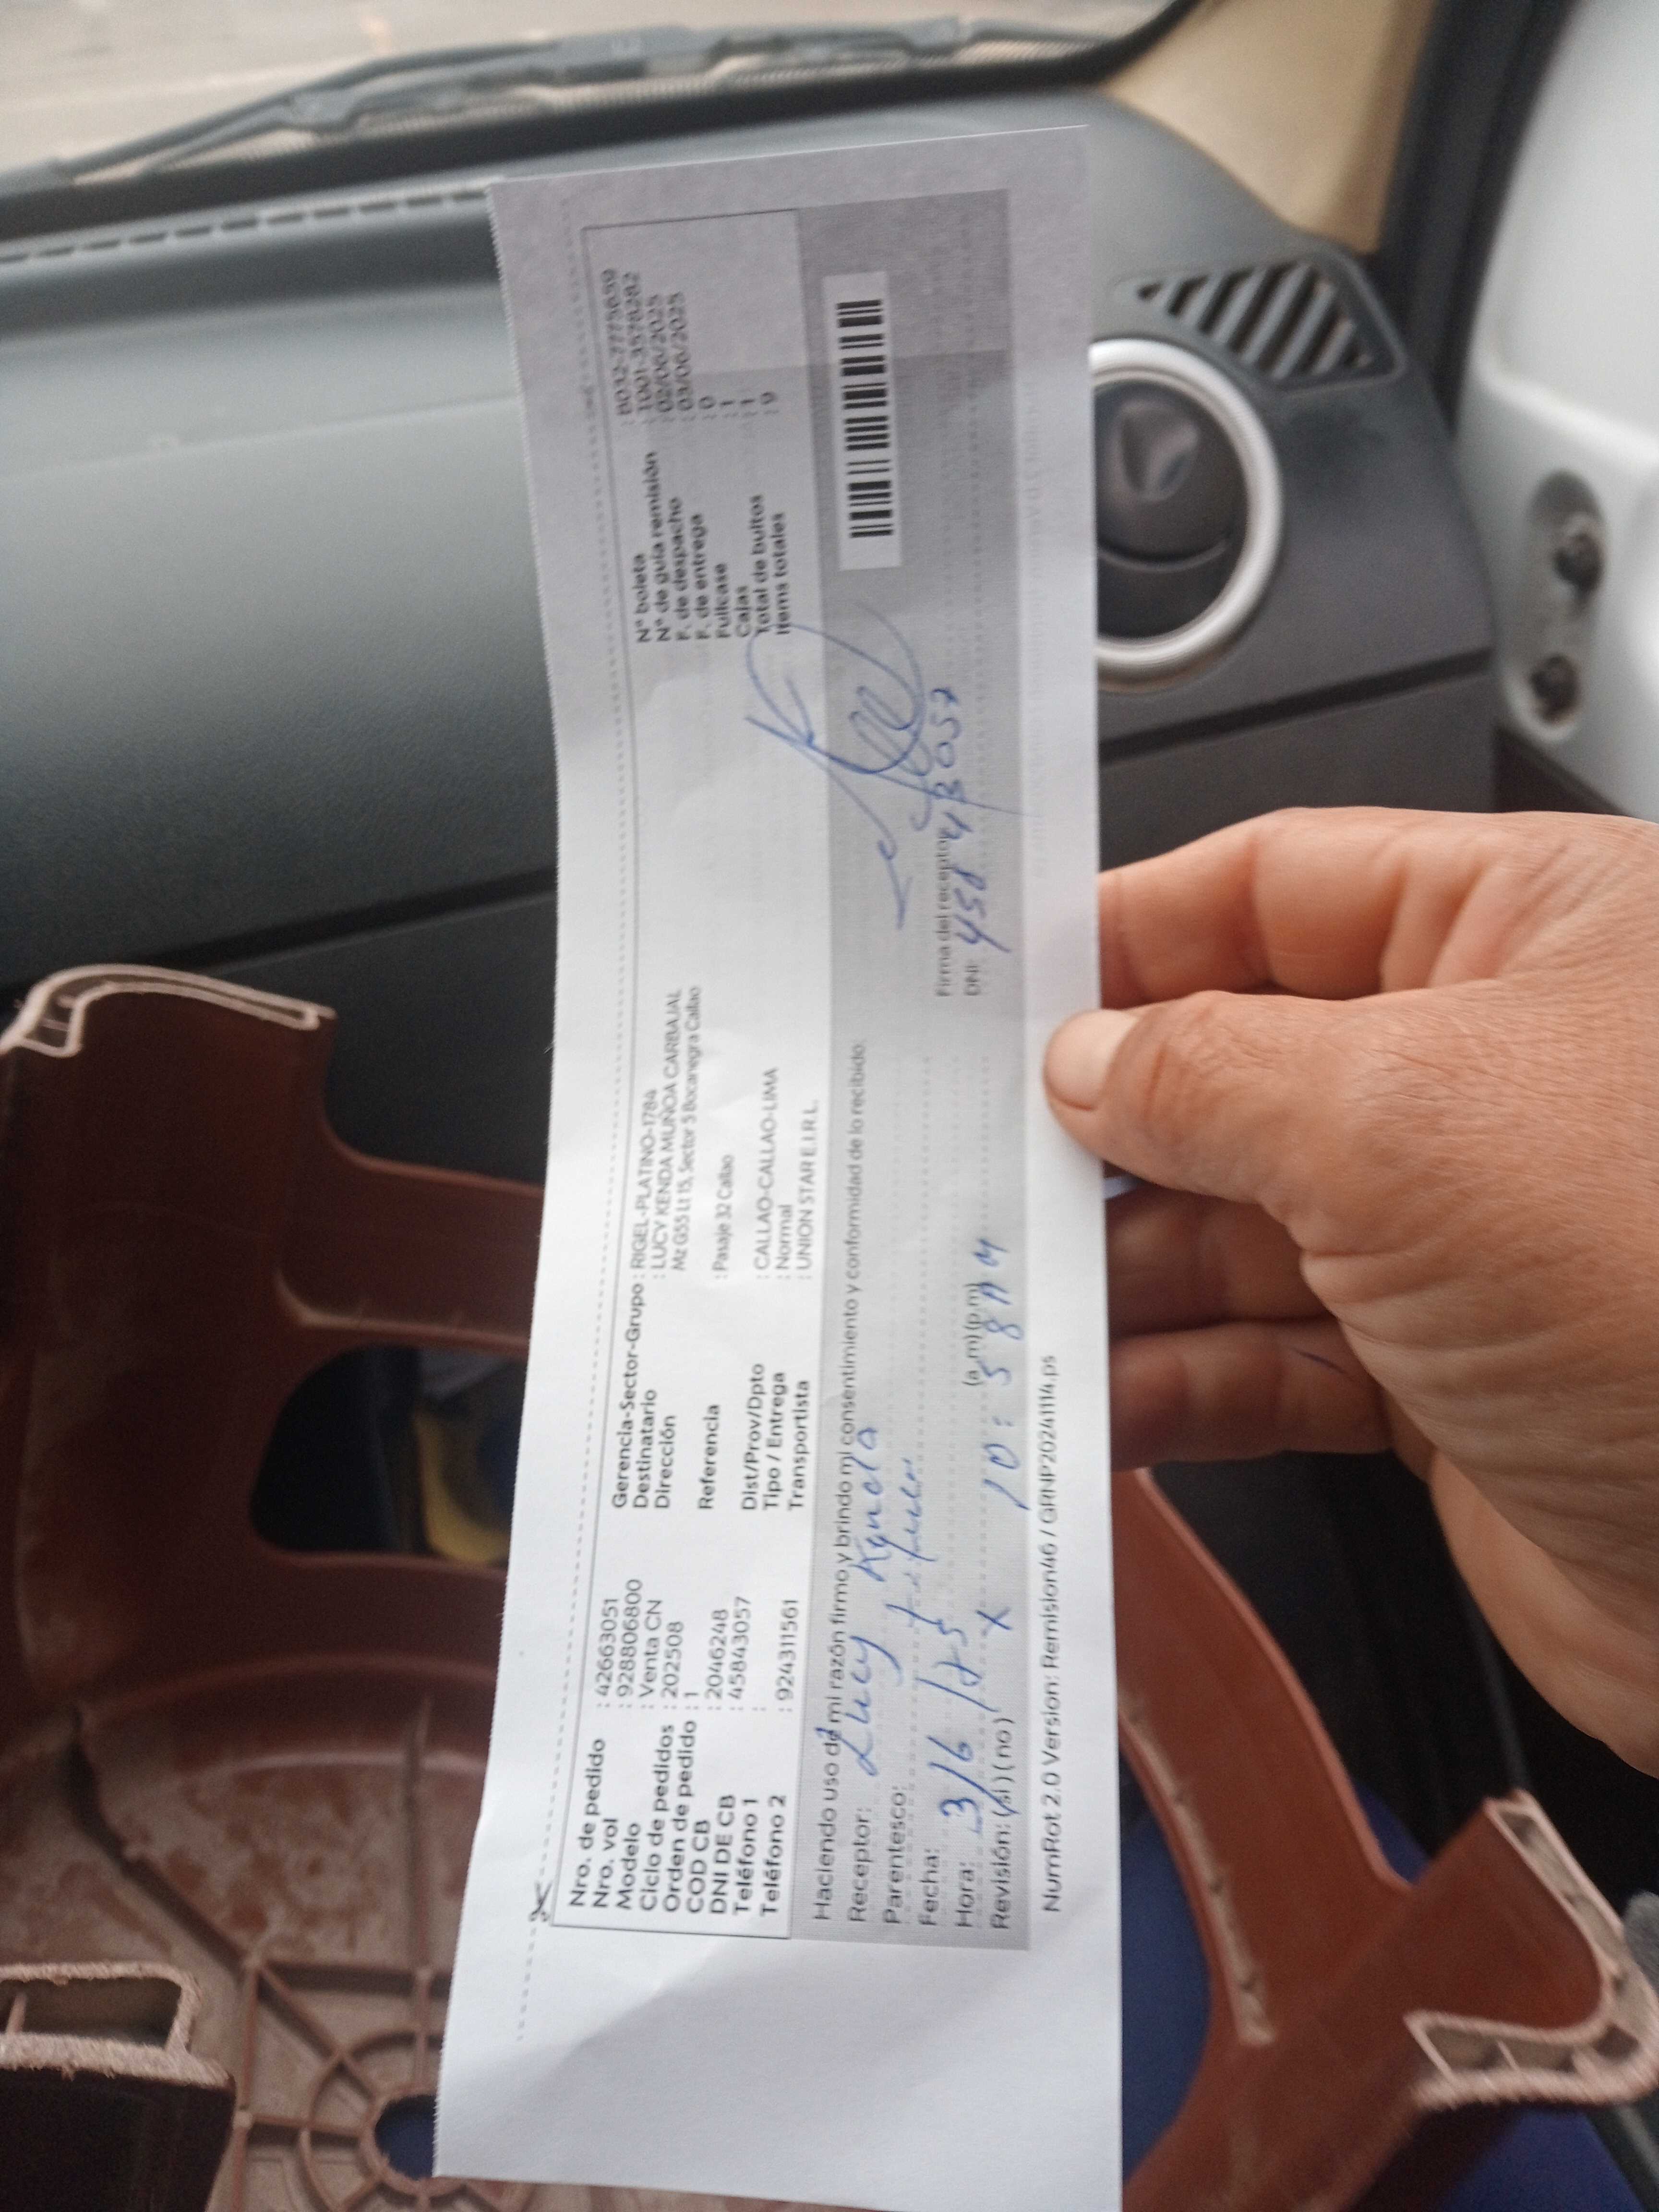 Nro. de pedido : 42663051
Nro. vol : 928806800
Modelo : Venta CN
Ciclo de pedidos : 202508
Orden de pedido : 1
COD CB : 2046248
DNI DE CB : 45843057
Teléfono 1 :
Teléfono 2 : 924311561
Gerencia-Sector-Grupo : RIGEL-PLATINO-1784
Destinatario : LUCY KENDA MUÑOA CARBAJAL
Dirección Mz G55 Lt 15, Sector 5 Bocanegra Callao
Referencia : Pasaje 32 Callao
Dist/Prov/Dpto : CALLAO-CALLAO-LIMA
Tipo / Entrega : Normal
Transportista : UNION STAR E.I.R.L.
N° boleta : B032-7775659
N° de guía remisión : T001-3578282
F. de despacho : 02/06/2025
F. de entrega : 03/06/2025
Fullcase : 0
Cajas : 1
Total de bultos : 1
Items totales : 9
Haciendo uso de mi razón firmo y brindo mi consentimiento y conformidad de lo recibido:
Receptor: Lucy Kenda
Parentesco: titular
Fecha: 3/6/25
Hora: 10:58 AM (a.m) (p.m)
Revisión: (si) (no) X
Firma del receptor
DNI: 45843057
NumRot 2.0 Version: Remision46 / GRNP20241114.ps